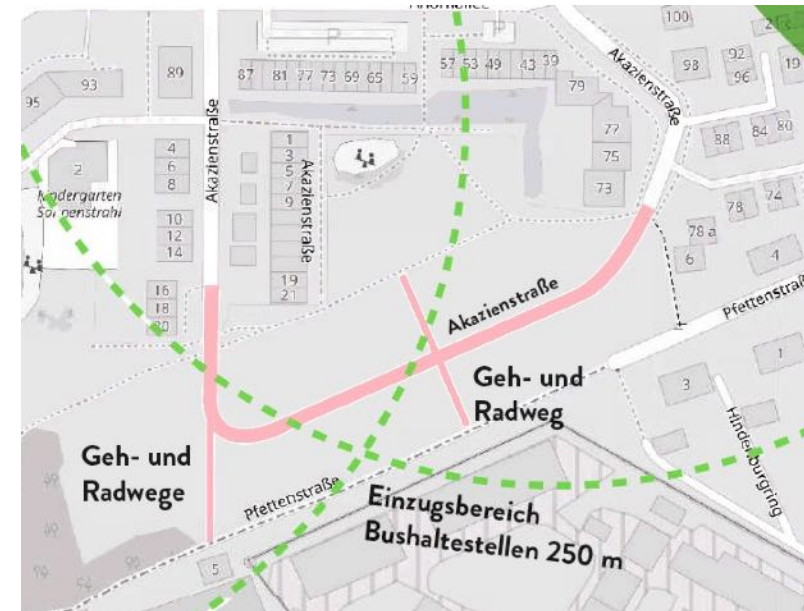 Ahornallee
P
P
100
93
95
89
87 81 77 73 69 65 59
57 53 49 43 39
79
77
75
73
98
92
96
19
88 84 80
78
74
78 a
6
4
Akazienstraße
Akazienstraße
Akazienstraße
2
Kindergarten
Sonnenstrahl
4
6
8
10
12
14
16
18
20
1
3
5
7
9
19
21
Akazienstraße
Pfettenstraße
1
3
Hindenburgring
Geh- und
Radweg
Geh- und
Radwege
Pfettenstraße
Einzugsbereich
Bushaltestellen 250 m
5